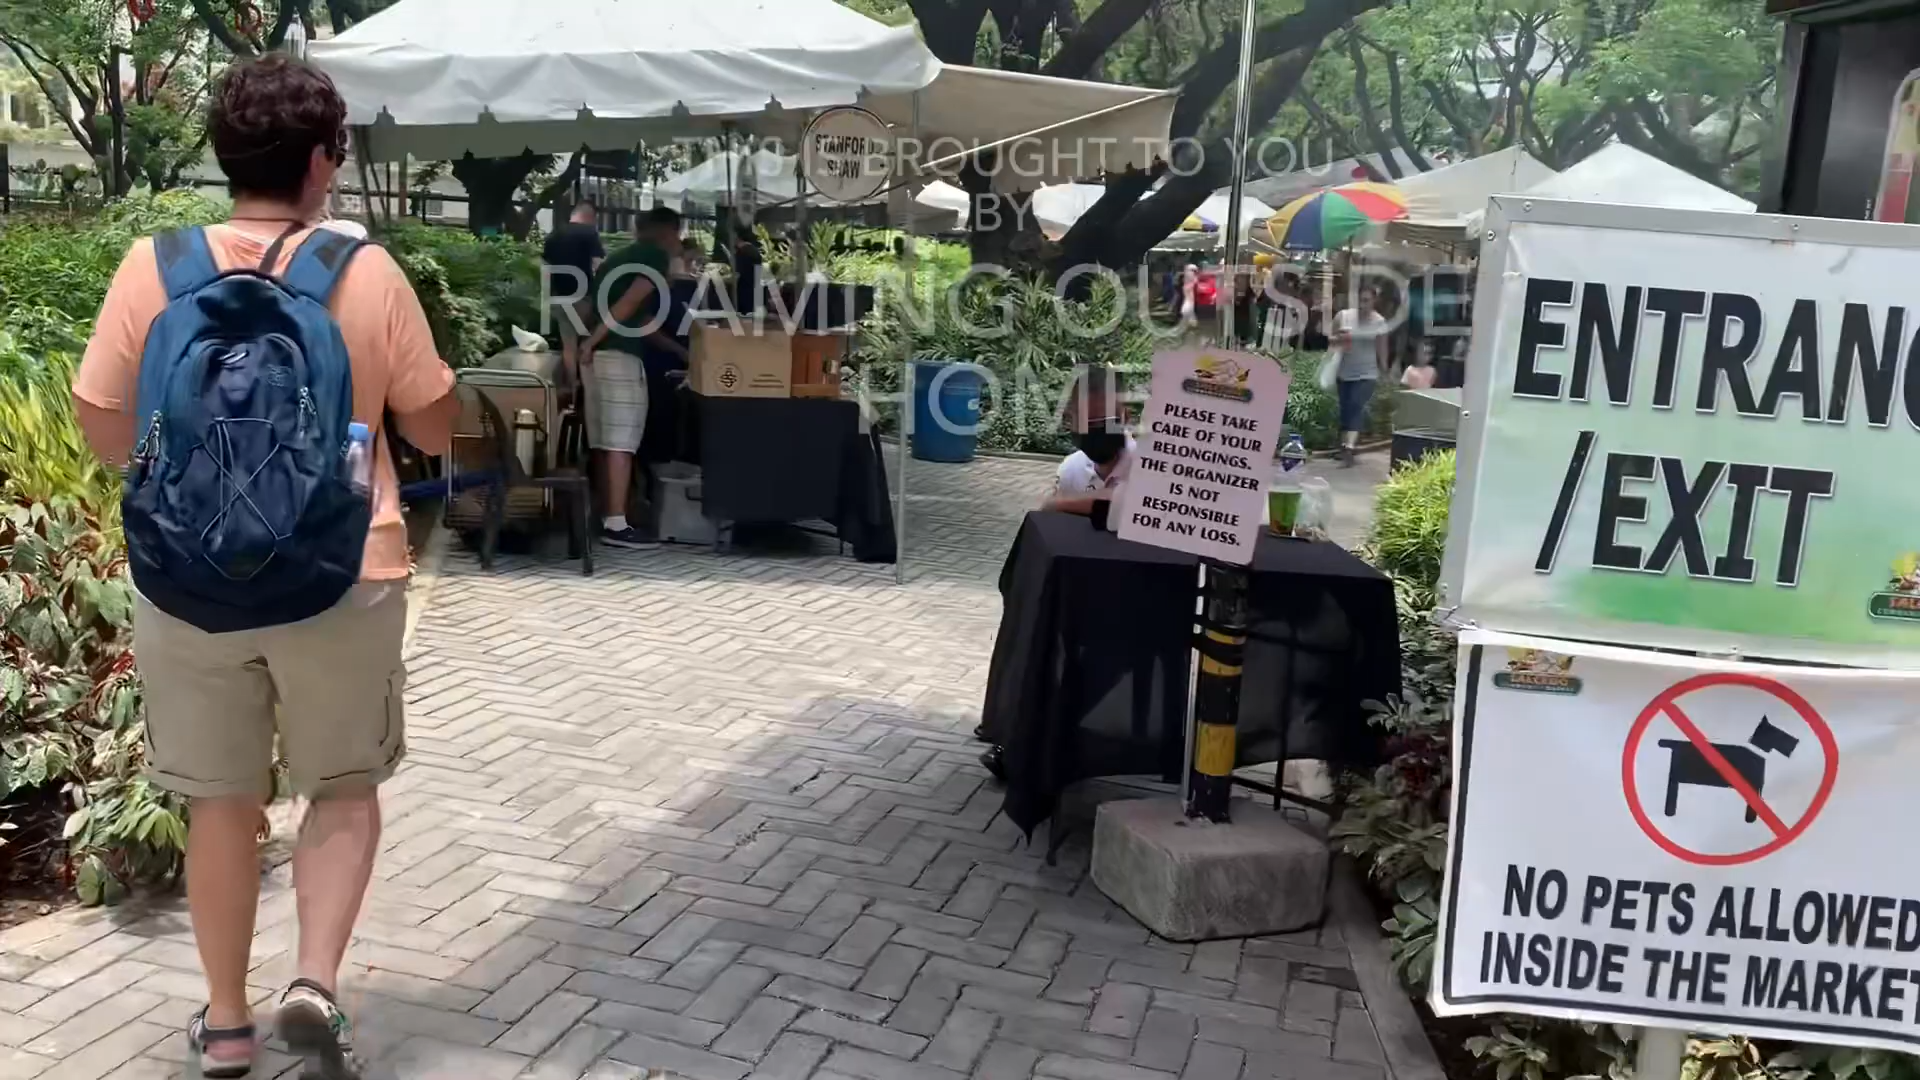 THIS IS BROUGHT TO YOU
BY
ROAMING OUTSIDE
HOME
STANFORD
SHAW
PLEASE TAKE
CARE OF YOUR
BELONGINGS.
THE ORGANIZER
IS NOT
RESPONSIBLE
FOR ANY LOSS.
ENTRANC
/EXIT
SALCEDO
NO PETS ALLOWED
INSIDE THE MARKET